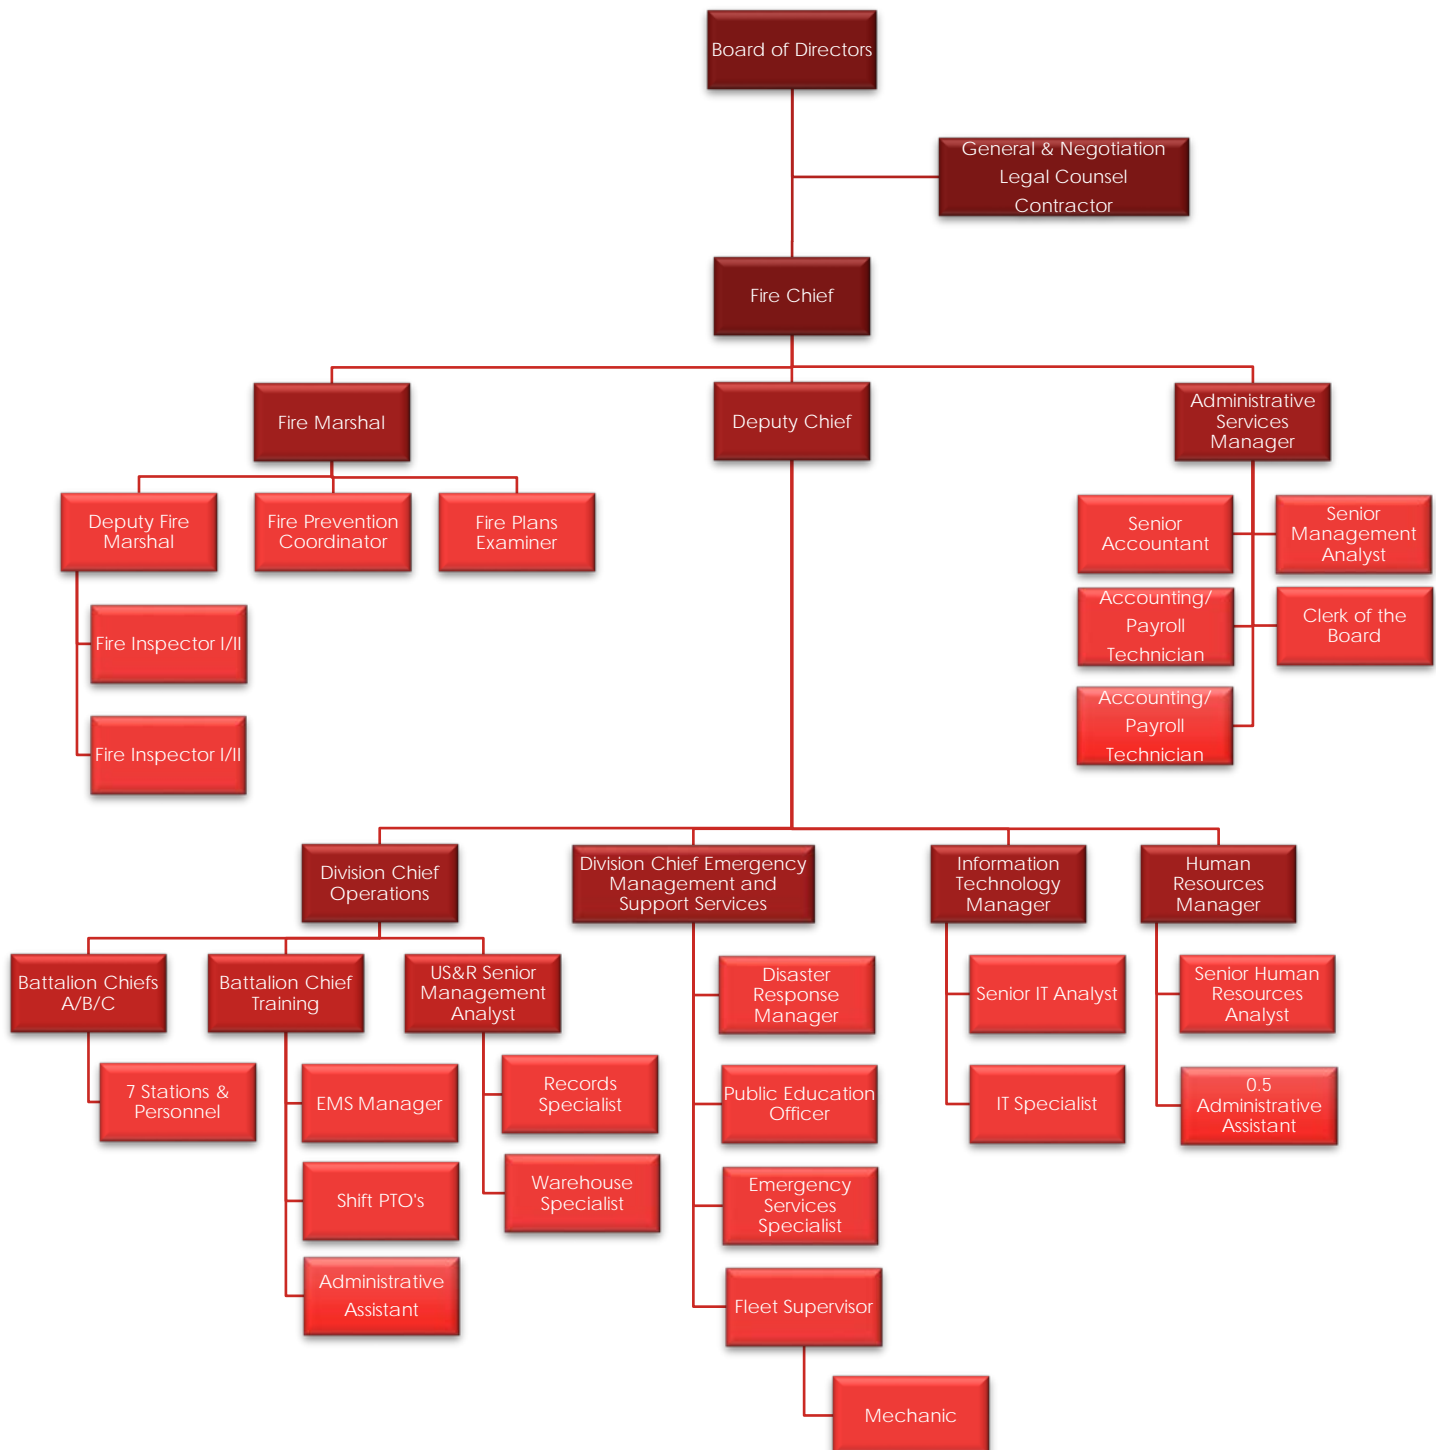 Board of Directors
General & Negotiation
Legal Counsel
Contractor
Fire Chief
Fire Marshal
Deputy Chief
Administrative
Services
Manager
Deputy Fire
Marshal
Fire Prevention
Coordinator
Fire Plans
Examiner
Senior
Accountant
Senior
Management
Analyst
Fire Inspector I/II
Accounting/
Payroll
Technician
Clerk of the
Board
Fire Inspector I/II
Accounting/
Payroll
Technician
Division Chief
Operations
Division Chief Emergency
Management and
Support Services
Information
Technology
Manager
Human
Resources
Manager
Battalion Chiefs
A/B/C
Battalion Chief
Training
US&R Senior
Management
Analyst
Disaster
Response
Manager
Senior IT Analyst
Senior Human
Resources
Analyst
7 Stations &
Personnel
EMS Manager
Records
Specialist
Public Education
Officer
IT Specialist
0.5
Administrative
Assistant
Shift PTO's
Warehouse
Specialist
Emergency
Services
Specialist
Administrative
Assistant
Fleet Supervisor
Mechanic